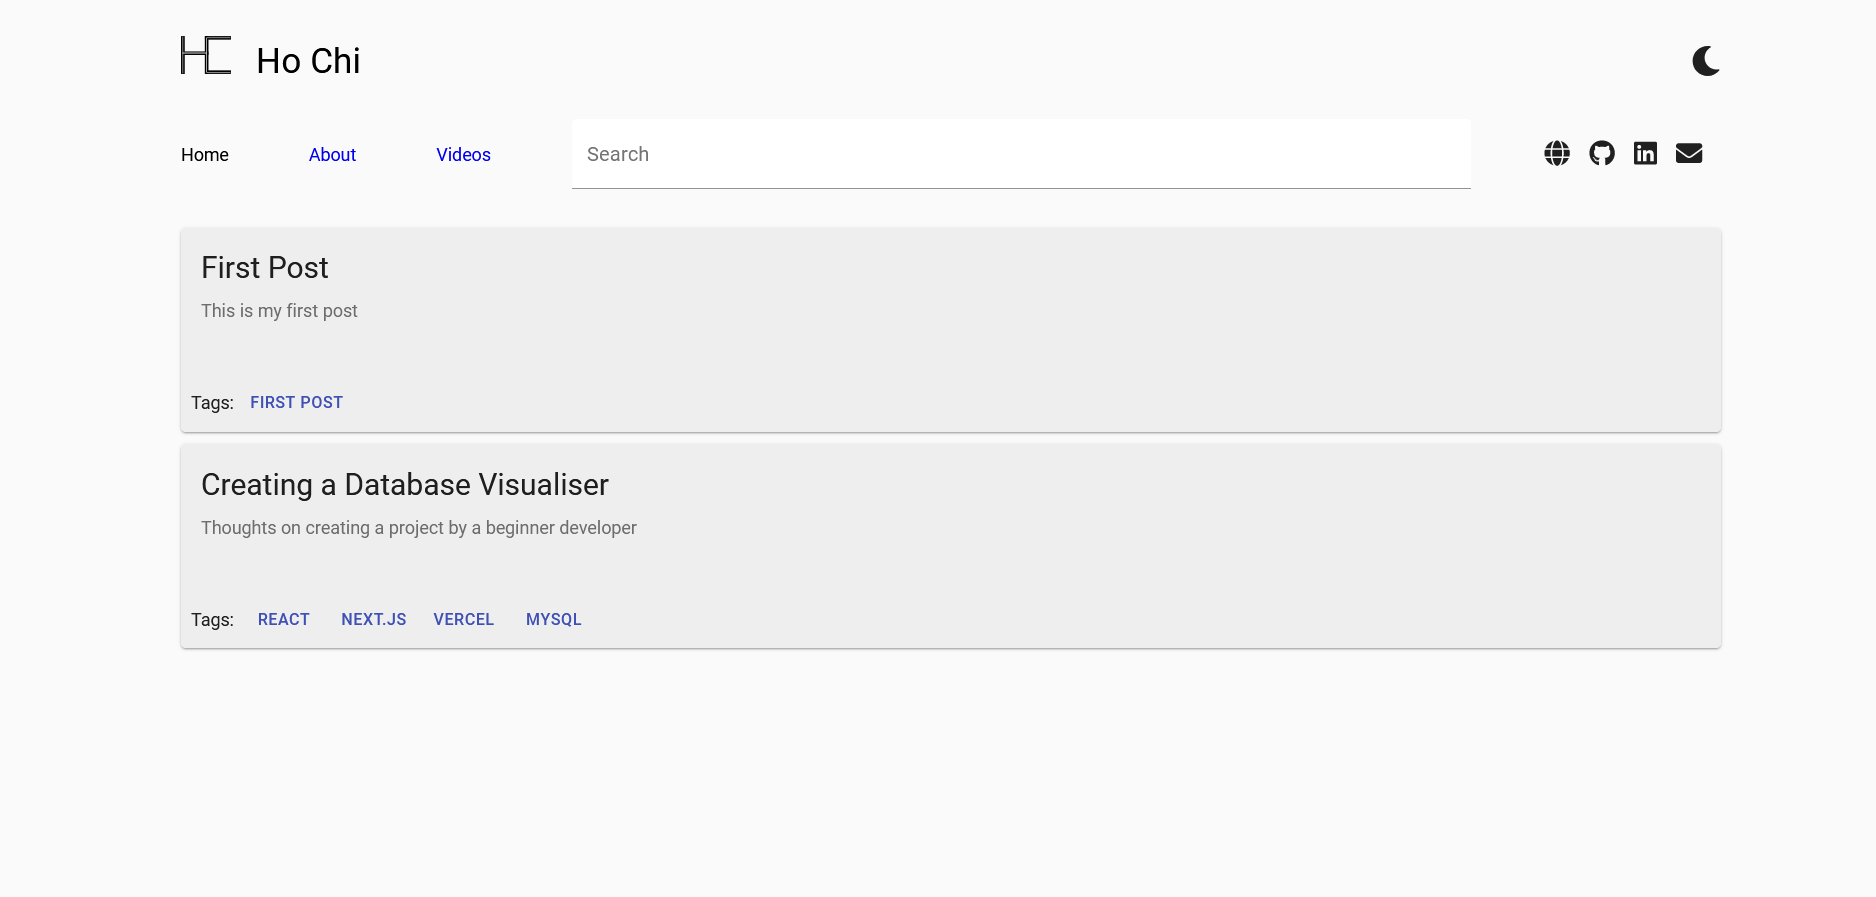 HC Ho Chi
Home About Videos Search
First Post
This is my first post
Tags: FIRST POST
Creating a Database Visualiser
Thoughts on creating a project by a beginner developer
Tags: REACT NEXT.JS VERCEL MYSQL